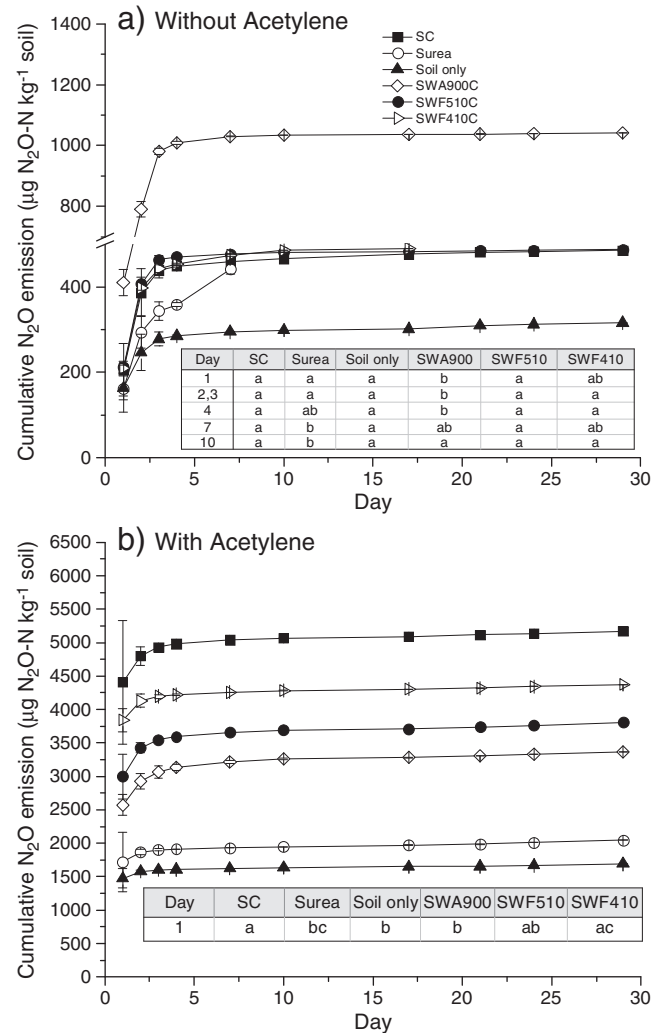 a) Without Acetylene
SC
Surea
Soil only
SWA900C
SWF510C
SWF410C
Cumulative N₂O emission (µg N₂O-N kg⁻¹ soil)
1400
1200
1000
800
400
200
0
Day SC Surea Soil only SWA900 SWF510 SWF410
1 a a a b a ab
2,3 a a a b a a
4 a ab a b a a
7 a b a ab a ab
10 a b a a a a
0 5 10 15 20 25 30
Day
b) With Acetylene
Cumulative N₂O emission (µg N₂O-N kg⁻¹ soil)
6500
6000
5500
5000
4500
4000
3500
3000
2500
2000
1500
1000
500
0
Day SC Surea Soil only SWA900 SWF510 SWF410
1 a bc b b ab ac
0 5 10 15 20 25 30
Day